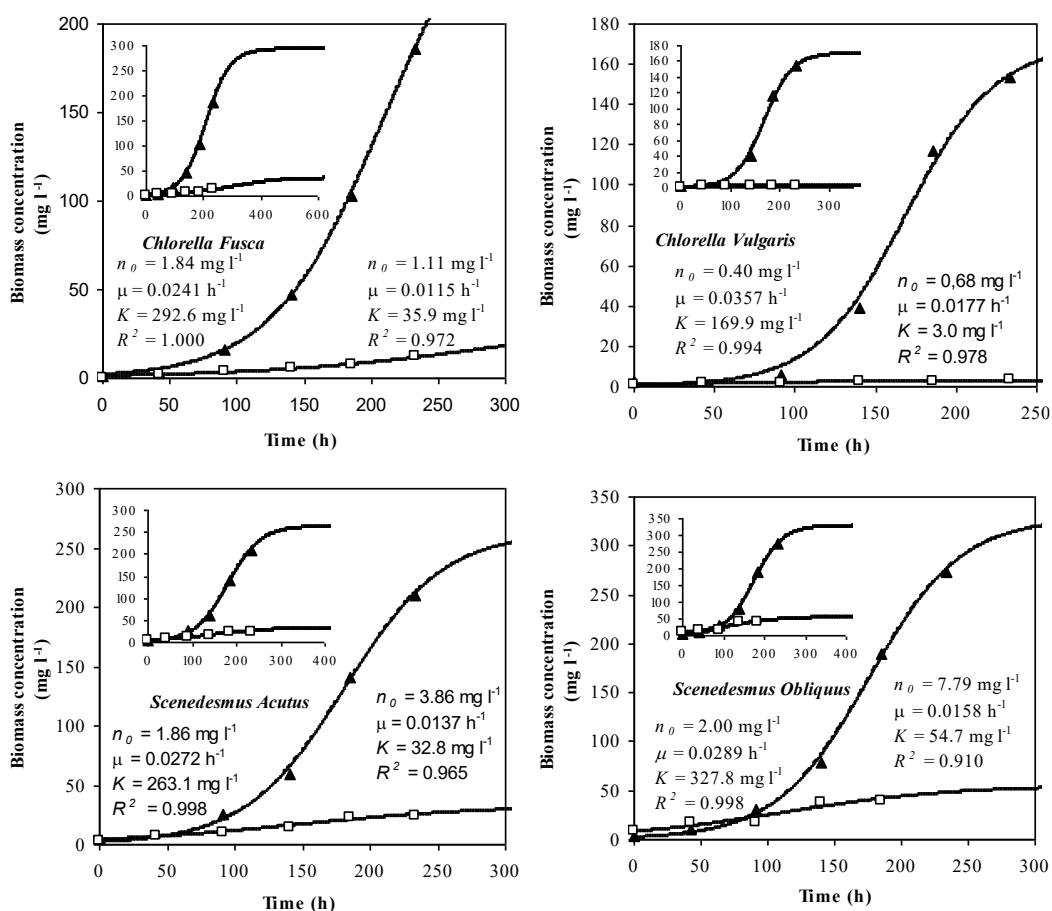 Biomass concentration
(mg l⁻¹)
200
150
100
50
0
300
250
200
150
100
50
0
0 200 400 600
Chlorella Fusca
n₀ = 1.84 mg l⁻¹
μ = 0.0241 h⁻¹
K = 292.6 mg l⁻¹
R² = 1.000
n₀ = 1.11 mg l⁻¹
μ = 0.0115 h⁻¹
K = 35.9 mg l⁻¹
R² = 0.972
0 50 100 150 200 250 300
Time (h)
Biomass concentration
(mg l⁻¹)
180
160
140
120
100
80
60
40
20
0
180
160
140
120
100
80
60
40
20
0
0 100 200 300
Chlorella Vulgaris
n₀ = 0.40 mg l⁻¹
μ = 0.0357 h⁻¹
K = 169.9 mg l⁻¹
R² = 0.994
n₀ = 0,68 mg l⁻¹
μ = 0.0177 h⁻¹
K = 3.0 mg l⁻¹
R² = 0.978
0 50 100 150 200 250
Time (h)
Biomass concentration
(mg l⁻¹)
300
250
200
150
100
50
0
300
250
200
150
100
50
0
0 100 200 300 400
Scenedesmus Acutus
n₀ = 1.86 mg l⁻¹
μ = 0.0272 h⁻¹
K = 263.1 mg l⁻¹
R² = 0.998
n₀ = 3.86 mg l⁻¹
μ = 0.0137 h⁻¹
K = 32.8 mg l⁻¹
R² = 0.965
0 50 100 150 200 250 300
Time (h)
Biomass concentration
(mg l⁻¹)
350
300
250
200
150
100
50
0
350
300
250
200
150
100
50
0
0 100 200 300 400
Scenedesmus Obliquus
n₀ = 2.00 mg l⁻¹
μ = 0.0289 h⁻¹
K = 327.8 mg l⁻¹
R² = 0.998
n₀ = 7.79 mg l⁻¹
μ = 0.0158 h⁻¹
K = 54.7 mg l⁻¹
R² = 0.910
0 50 100 150 200 250 300
Time (h)